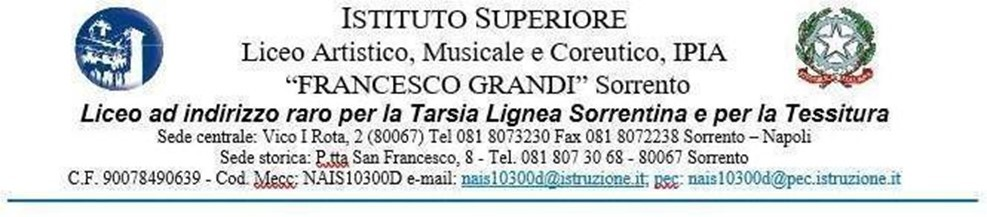 ISTITUTO SUPERIORE
Liceo Artistico, Musicale e Coreutico, IPIA
“FRANCESCO GRANDI” Sorrento
Liceo ad indirizzo raro per la Tarsia Lignea Sorrentina e per la Tessitura
Sede centrale: Vico I Rota, 2 (80067) Tel 081 8073230 Fax 081 8072238 Sorrento – Napoli
Sede storica: P.tta San Francesco, 8 - Tel. 081 807 30 68 - 80067 Sorrento
C.F. 90078490639 - Cod. Mecc: NAIS10300D e-mail: nais10300d@istruzione.it; pec: nais10300d@pec.istruzione.it